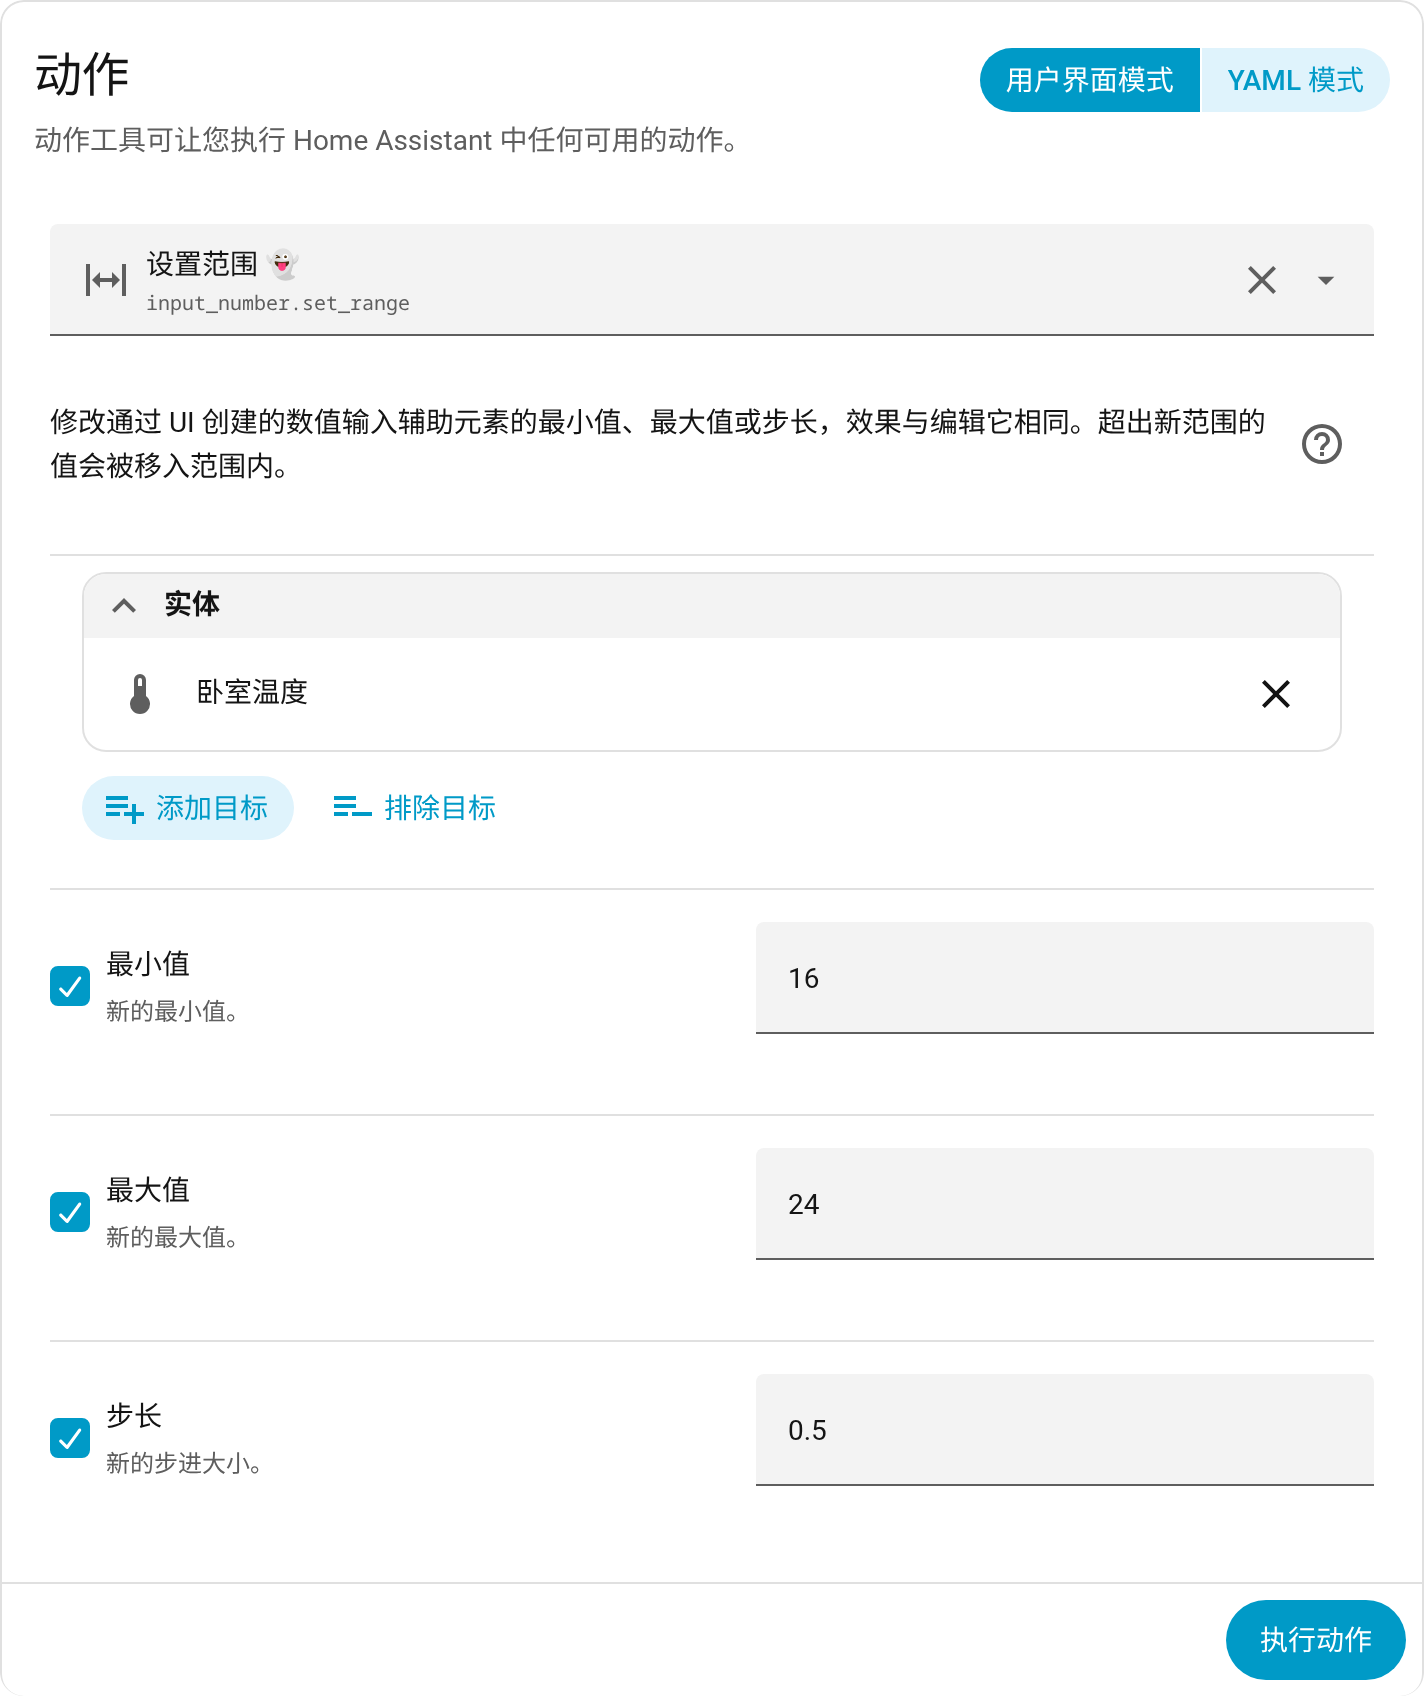 动作
用户界面模式
YAML 模式
动作工具可让您执行 Home Assistant 中任何可用的动作。
设置范围 👻
input_number.set_range
修改通过 UI 创建的数值输入辅助元素的最小值、最大值或步长，效果与编辑它相同。超出新范围的
值会被移入范围内。
实体
卧室温度
添加目标
排除目标
最小值
新的最小值。
16
最大值
新的最大值。
24
步长
新的步进大小。
0.5
执行动作